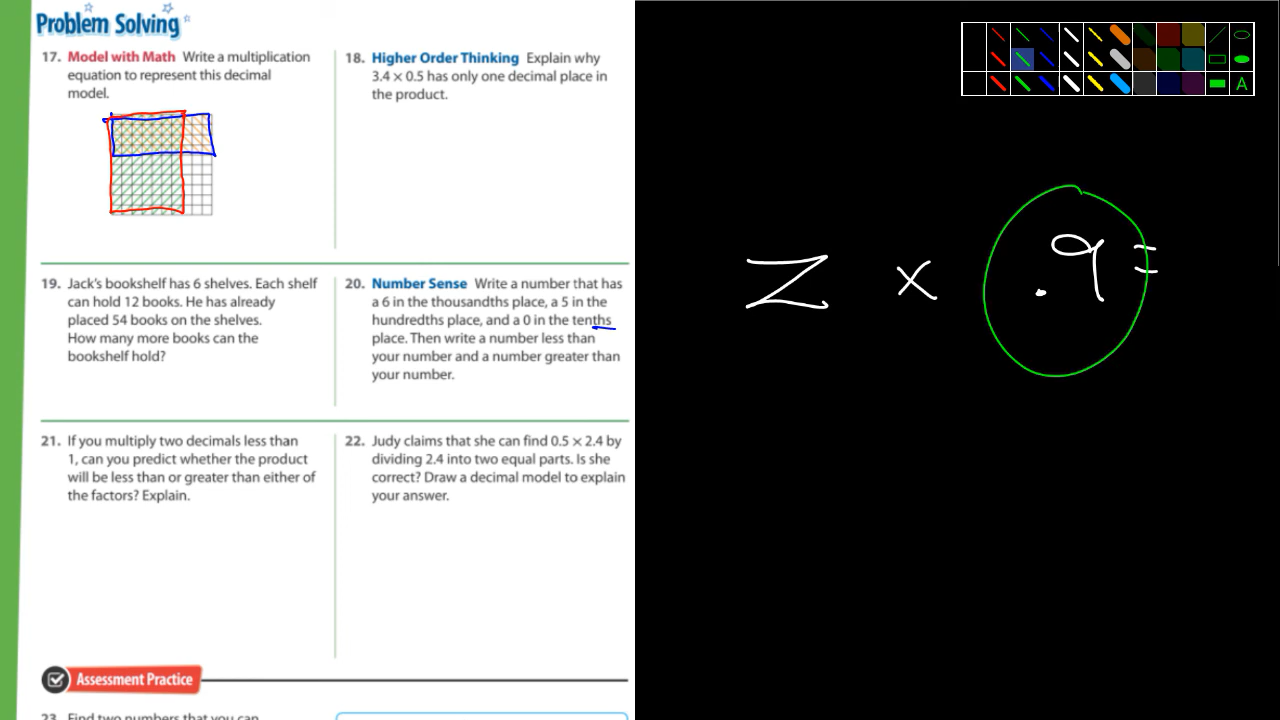 Problem Solving
17. Model with Math Write a multiplication
equation to represent this decimal
model.
18. Higher Order Thinking Explain why
3.4 × 0.5 has only one decimal place in
the product.
19. Jack's bookshelf has 6 shelves. Each shelf
can hold 12 books. He has already
placed 54 books on the shelves.
How many more books can the
bookshelf hold?
20. Number Sense Write a number that has
a 6 in the thousandths place, a 5 in the
hundredths place, and a 0 in the tenths
place. Then write a number less than
your number and a number greater than
your number.
21. If you multiply two decimals less than
1, can you predict whether the product
will be less than or greater than either of
the factors? Explain.
22. Judy claims that she can find 0.5 × 2.4 by
dividing 2.4 into two equal parts. Is she
correct? Draw a decimal model to explain
your answer.
Assessment Practice
23. Find two numbers that you can
A
Z × .9 =